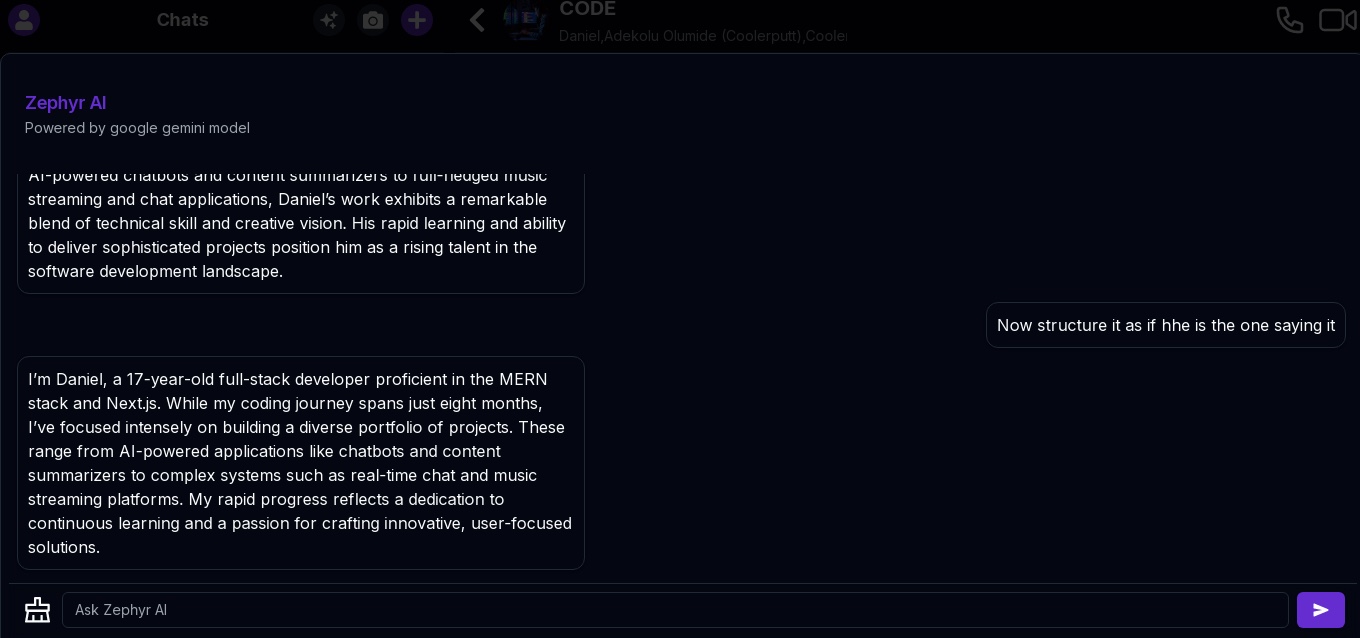 Chats
CODE
Daniel,Adekolu Olumide (Coolerputt),Cooler
Zephyr AI
Powered by google gemini model
AI-powered chatbots and content summarizers to full-fledged music
streaming and chat applications, Daniel’s work exhibits a remarkable
blend of technical skill and creative vision. His rapid learning and ability
to deliver sophisticated projects position him as a rising talent in the
software development landscape.
Now structure it as if hhe is the one saying it
I’m Daniel, a 17-year-old full-stack developer proficient in the MERN
stack and Next.js. While my coding journey spans just eight months,
I’ve focused intensely on building a diverse portfolio of projects. These
range from AI-powered applications like chatbots and content
summarizers to complex systems such as real-time chat and music
streaming platforms. My rapid progress reflects a dedication to
continuous learning and a passion for crafting innovative, user-focused
solutions.
Ask Zephyr AI